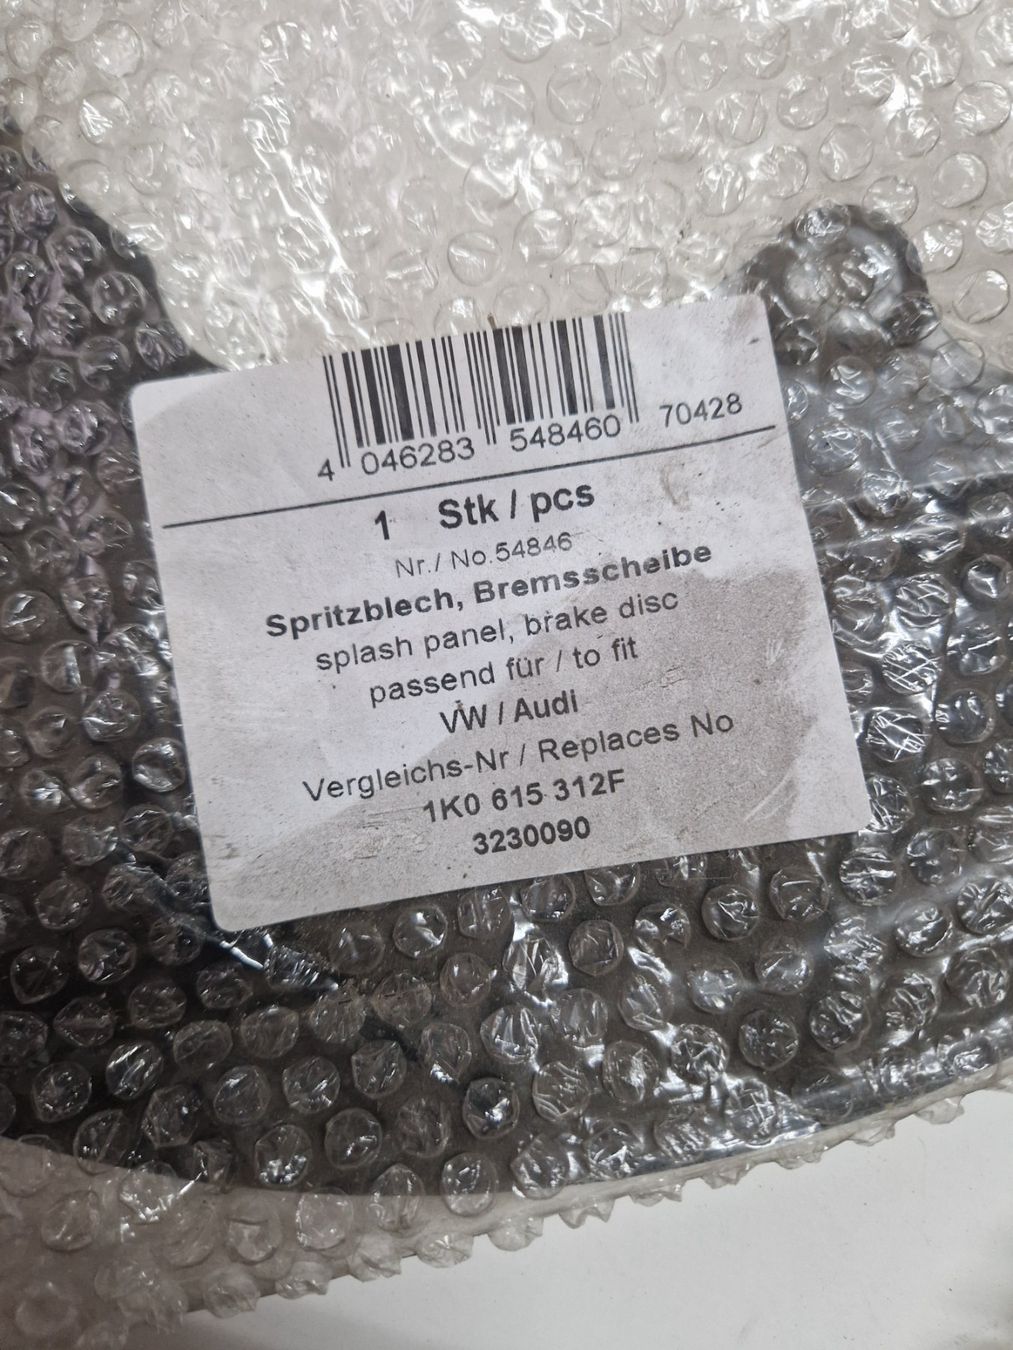 4 046283 548460 70428
1 Stk / pcs
Nr./ No.54846
Spritzblech, Bremsscheibe
splash panel, brake disc
passend für / to fit
VW / Audi
Vergleichs-Nr / Replaces No
1K0 615 312F
3230090